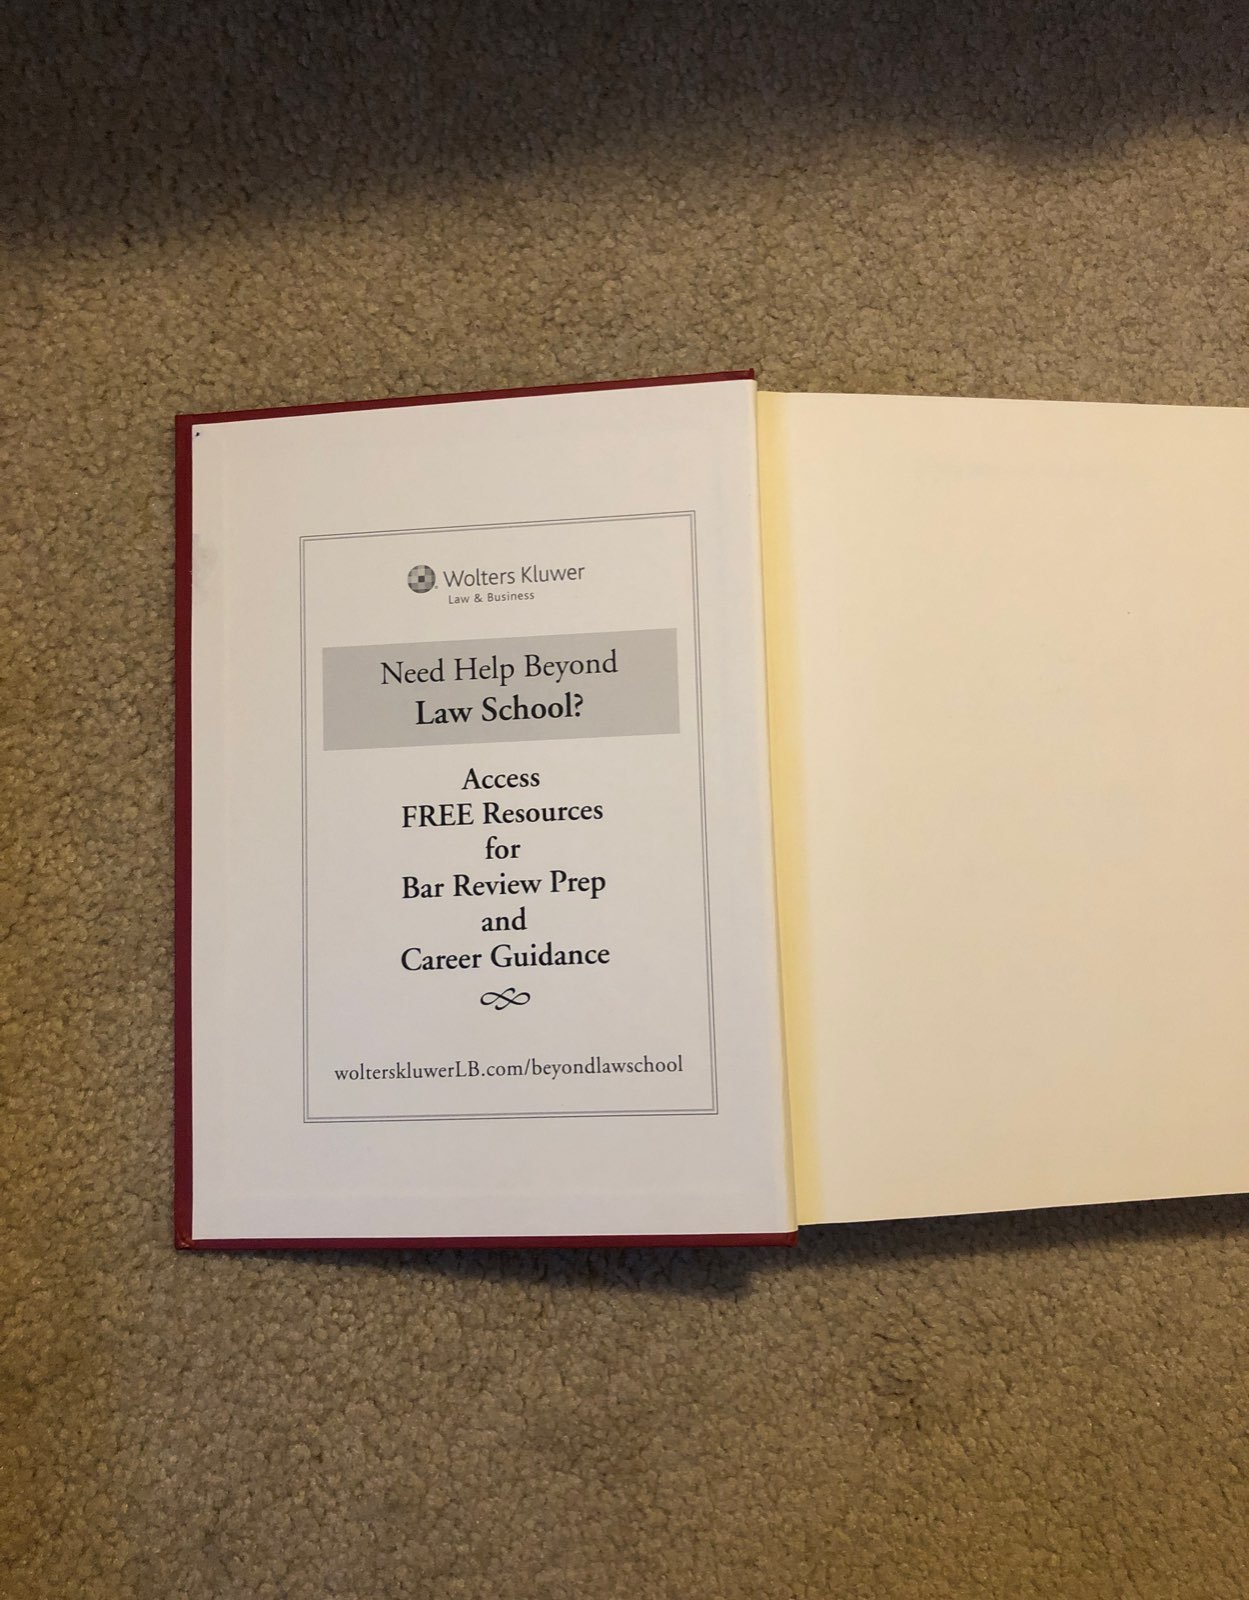 Wolters Kluwer
Law & Business
Need Help Beyond
Law School?
Access
FREE Resources
for
Bar Review Prep
and
Career Guidance
wolterskluwerLB.com/beyondlawschool